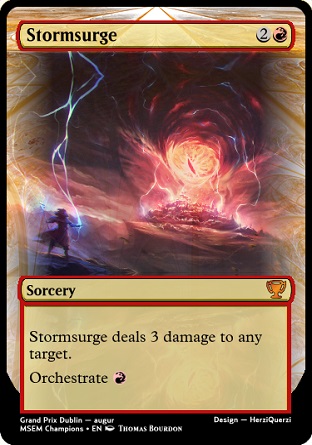 Stormsurge 2R
Sorcery
Stormsurge deals 3 damage to any
target.
Orchestrate R
Grand Prix Dublin — augur Design — HerziQuerzi
MSEM Champions • EN Thomas Bourdon